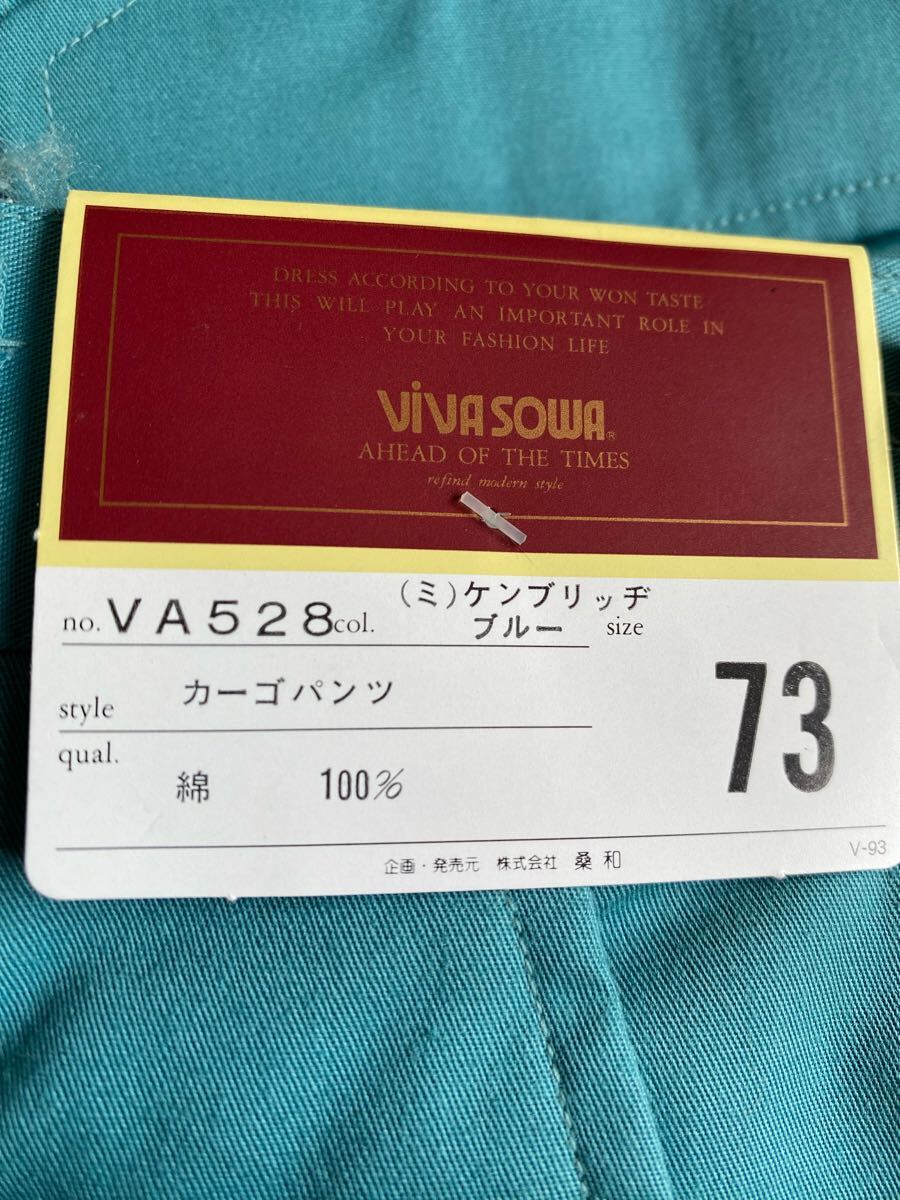 DRESS ACCORDING TO YOUR WON TASTE
THIS WILL PLAY AN IMPORTANT ROLE IN
YOUR FASHION LIFE
ViVA SOWA®
AHEAD OF THE TIMES
refind modern style
no. VA528 col. (ミ)ケンブリッヂ
ブルー size
style カーゴパンツ
73
qual.
綿 100%
企画・発売元 株式会社 桑和
V-93